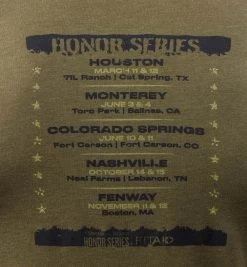 HONOR SERIES
HOUSTON
MARCH 11 & 12
7IL Ranch | Cat Spring, TX
MONTEREY
JUNE 3 & 4
Toro Park | Salinas, CA
COLORADO SPRINGS
JUNE 10 & 11
Fort Carson | Fort Carson, CO
NASHVILLE
OCTOBER 14 & 15
Neal Farms | Lebanon, TN
FENWAY
NOVEMBER 11 & 12
Boston, MA
HONOR SERIES
FITAID